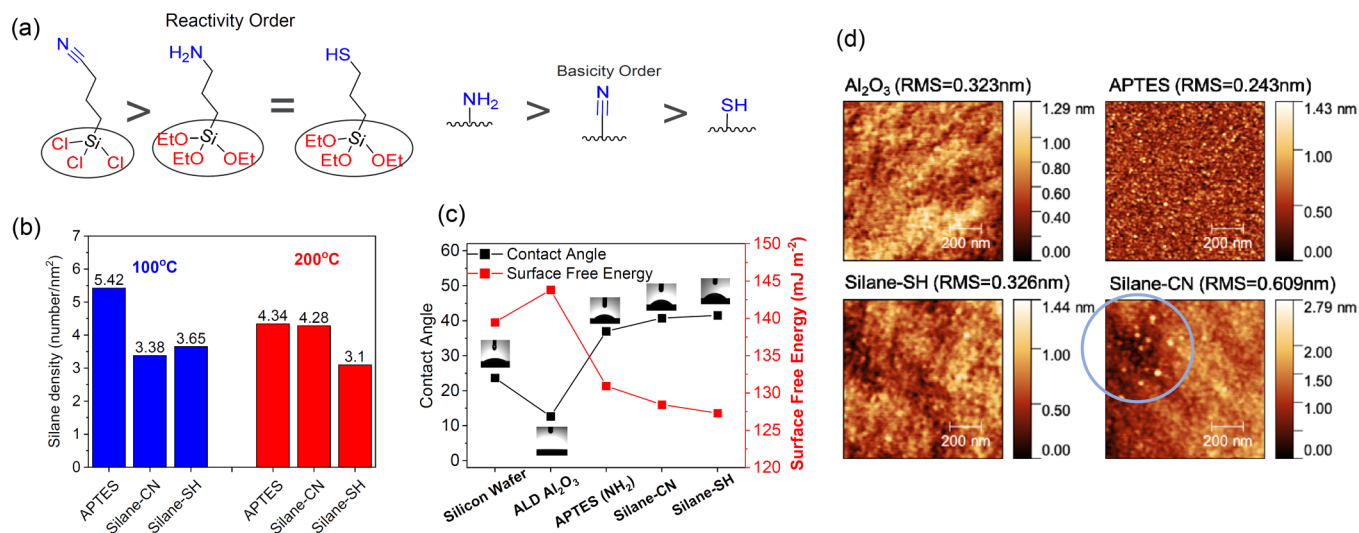 (a)
Reactivity Order
N
Si
Cl
Cl
Cl
>
H₂N
EtO
Si
EtO
OEt
=
HS
EtO
Si
EtO
OEt
Basicity Order
NH₂
>
N
>
SH
(b)
Silane density (number/nm²)
7
6
5
4
3
2
1
0
100°C
200°C
5.42
3.38
3.65
4.34
4.28
3.1
APTES
Silane-CN
Silane-SH
APTES
Silane-CN
Silane-SH
(c)
Contact Angle
60
50
40
30
20
10
0
Contact Angle
Surface Free Energy
150
145
140
135
130
125
120
Surface Free Energy (mJ m⁻²)
Silicon Wafer
ALD Al₂O₃
APTES (NH₂)
Silane-CN
Silane-SH
(d)
Al₂O₃ (RMS=0.323nm)
1.29 nm
1.00
0.80
0.60
0.40
0.20
0.00
200 nm
APTES (RMS=0.243nm)
1.43 nm
1.00
0.50
0.00
200 nm
Silane-SH (RMS=0.326nm)
1.44 nm
1.00
0.50
0.00
200 nm
Silane-CN (RMS=0.609nm)
2.79 nm
2.00
1.50
1.00
0.50
0.00
200 nm